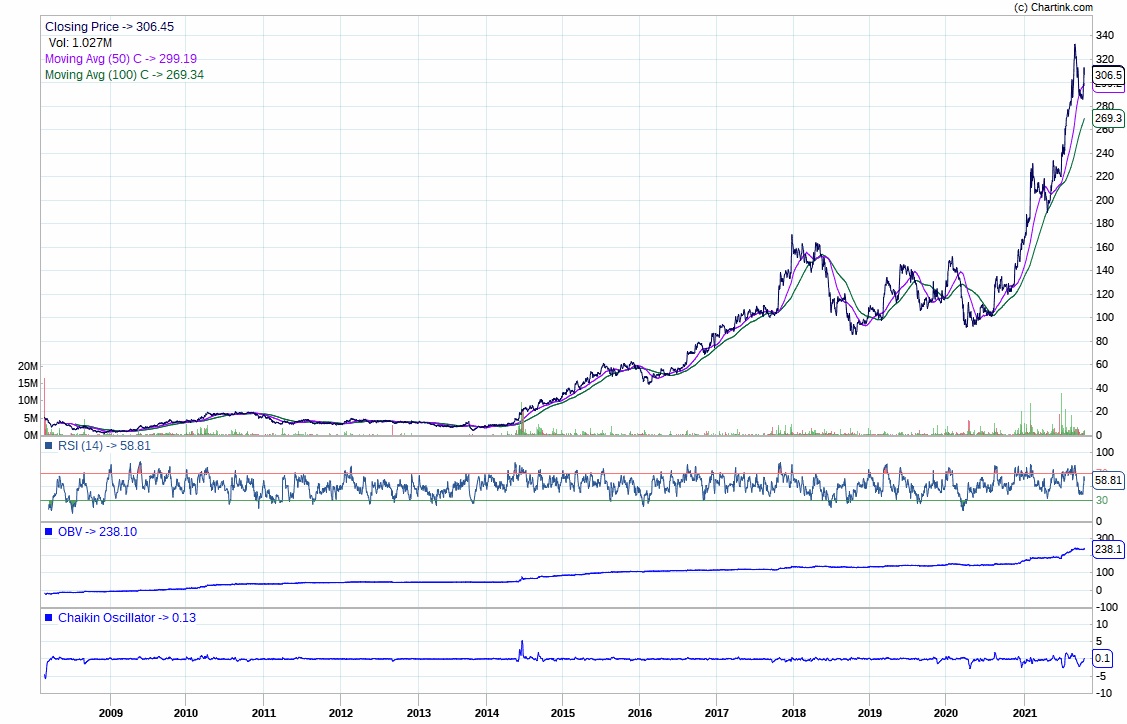 (c) Chartink.com
Closing Price -> 306.45
Vol: 1.027M
Moving Avg (50) C -> 299.19
Moving Avg (100) C -> 269.34
340
320
306.5
280
269.3
260
240
220
200
180
160
140
120
100
80
60
40
20
0
20M
15M
10M
5M
0M
RSI (14) -> 58.81
100
70
58.81
30
0
OBV -> 238.10
300
238.1
100
0
-100
Chaikin Oscillator -> 0.13
10
5
0.1
-5
-10
2009 2010 2011 2012 2013 2014 2015 2016 2017 2018 2019 2020 2021